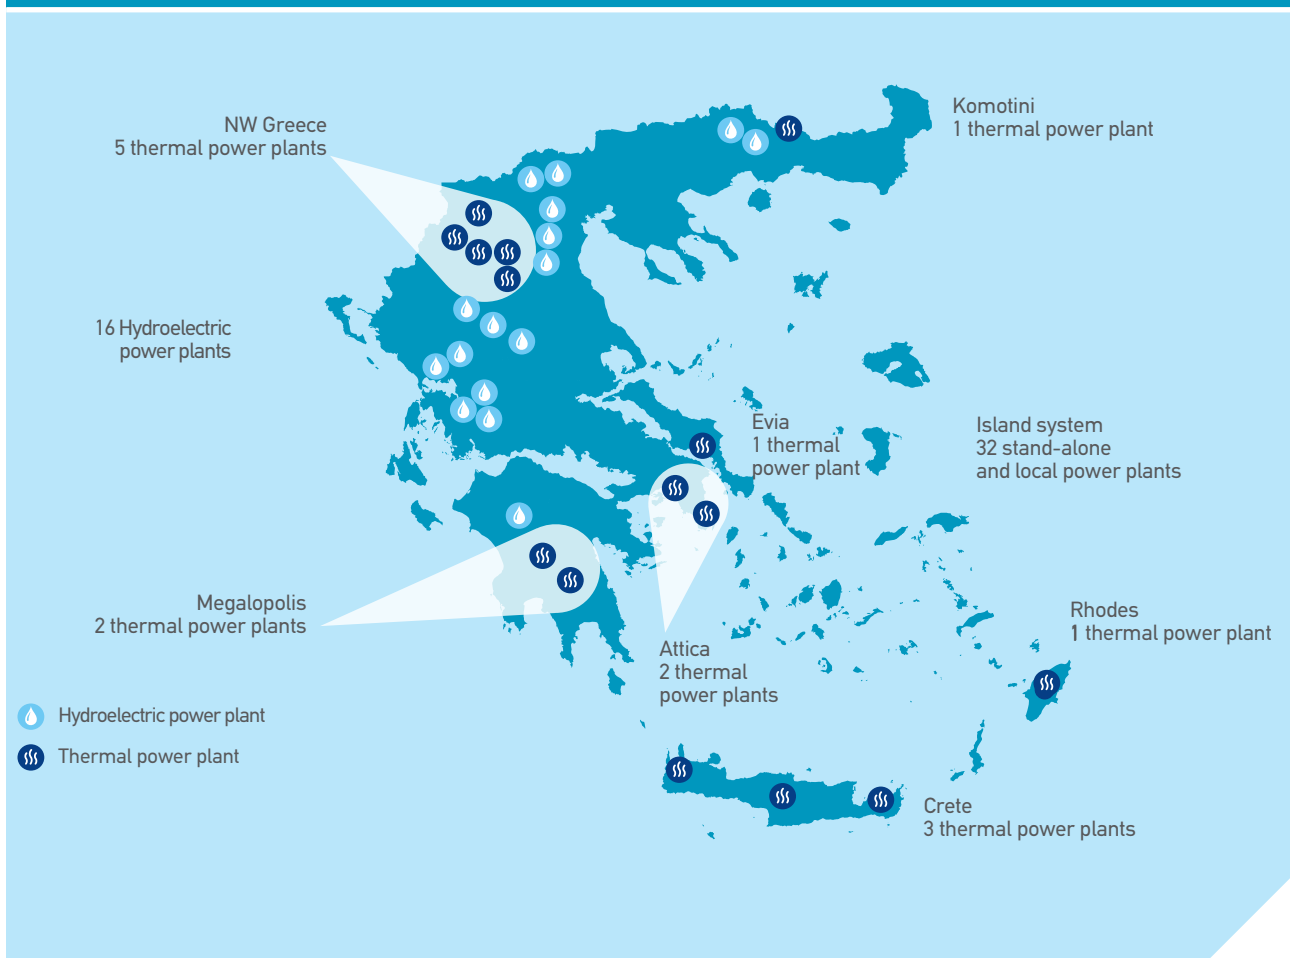 NW Greece
5 thermal power plants
Komotini
1 thermal power plant
16 Hydroelectric
power plants
Evia
1 thermal
power plant
Island system
32 stand-alone
and local power plants
Megalopolis
2 thermal power plants
Attica
2 thermal
power plants
Rhodes
1 thermal power plant
Hydroelectric power plant
Thermal power plant
Crete
3 thermal power plants